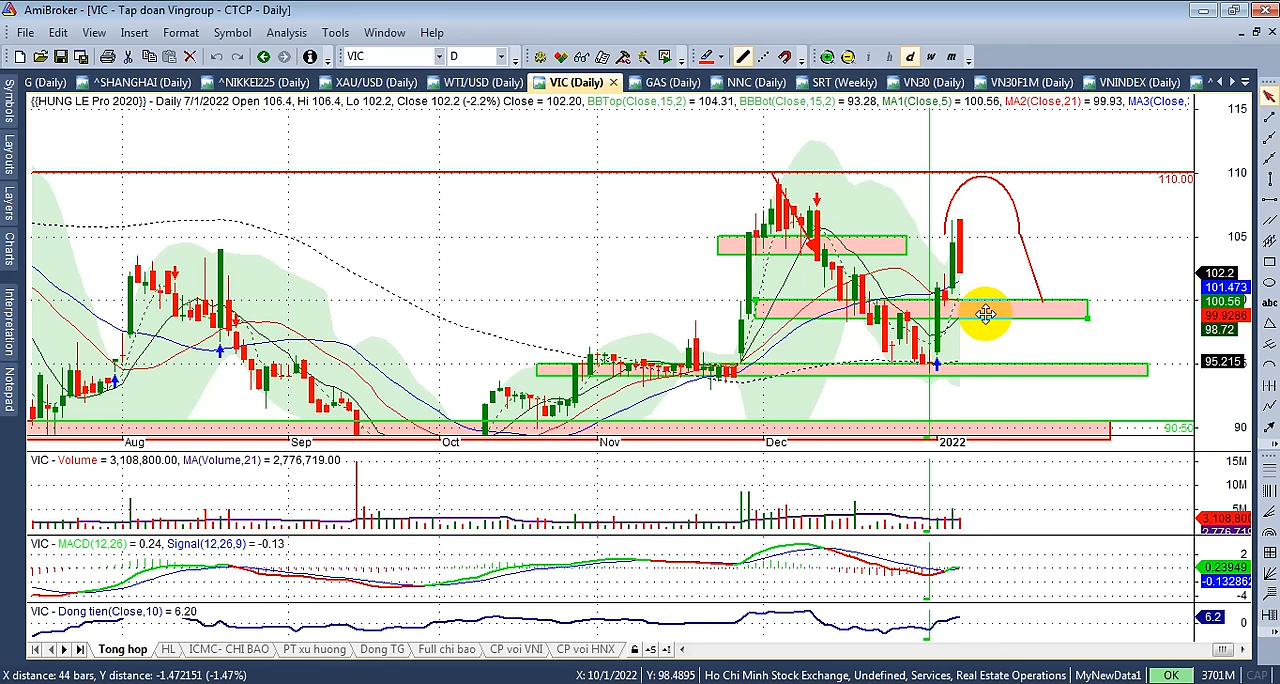 AmiBroker - [VIC - Tap doan Vingroup - CTCP - Daily]
File Edit View Insert Format Symbol Analysis Tools Window Help
VIC D i h d w m
G (Daily) ^SHANGHAI (Daily) ^NIKKEI225 (Daily) XAU/USD (Daily) WTI/USD (Daily) VIC (Daily) GAS (Daily) NNC (Daily) SRT (Weekly) VN30 (Daily) VN30F1M (Daily) VNINDEX (Daily)
{{HUNG LE Pro 2020}} - Daily 7/1/2022 Open 106.4, Hi 106.4, Lo 102.2, Close 102.2 (-2.2%) Close = 102.20, BBTop(Close,15,2) = 104.31, BBBot(Close,15,2) = 93.28, MA1(Close,5) = 100.56, MA2(Close,21) = 99.93, MA3(Close,
Symbols
Layouts
Layers
Charts
Interpretation
Notepad
115
110
110.00
105
102.2
101.473
100.56
99.9286
98.72
95.215
90
90.50
Aug Sep Oct Nov Dec 2022
VIC - Volume = 3,108,800.00, MA(Volume,21) = 2,776,719.00
15M
10M
5M
3,108,800
VIC - MACD(12,26) = 0.24, Signal(12,26,9) = -0.13
2
0.23949
-0.132862
-4
VIC - Dong tien(Close,10) = 6.20
6.2
0
Tong hop HL ICMC- CHI BAO PT xu huong Dong TG Full chi bao CP voi VNI CP voi HNX
abc
X distance: 44 bars, Y distance: -1.472151 (-1.47%) X: 10/1/2022 Y: 98.4895 Ho Chi Minh Stock Exchange, Undefined, Services, Real Estate Operations MyNewData1 OK 3701M CAP